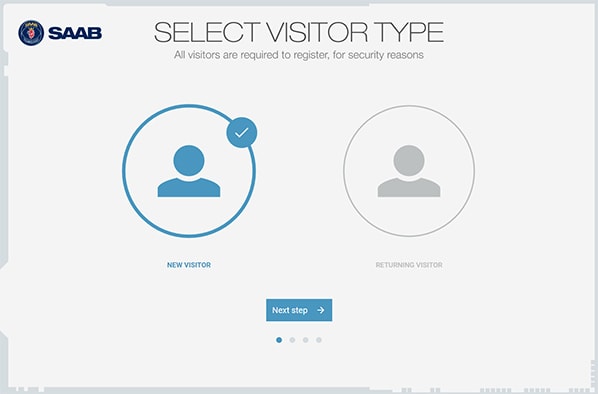 SAAB
SELECT VISITOR TYPE
All visitors are required to register, for security reasons
NEW VISITOR
RETURNING VISITOR
Next step